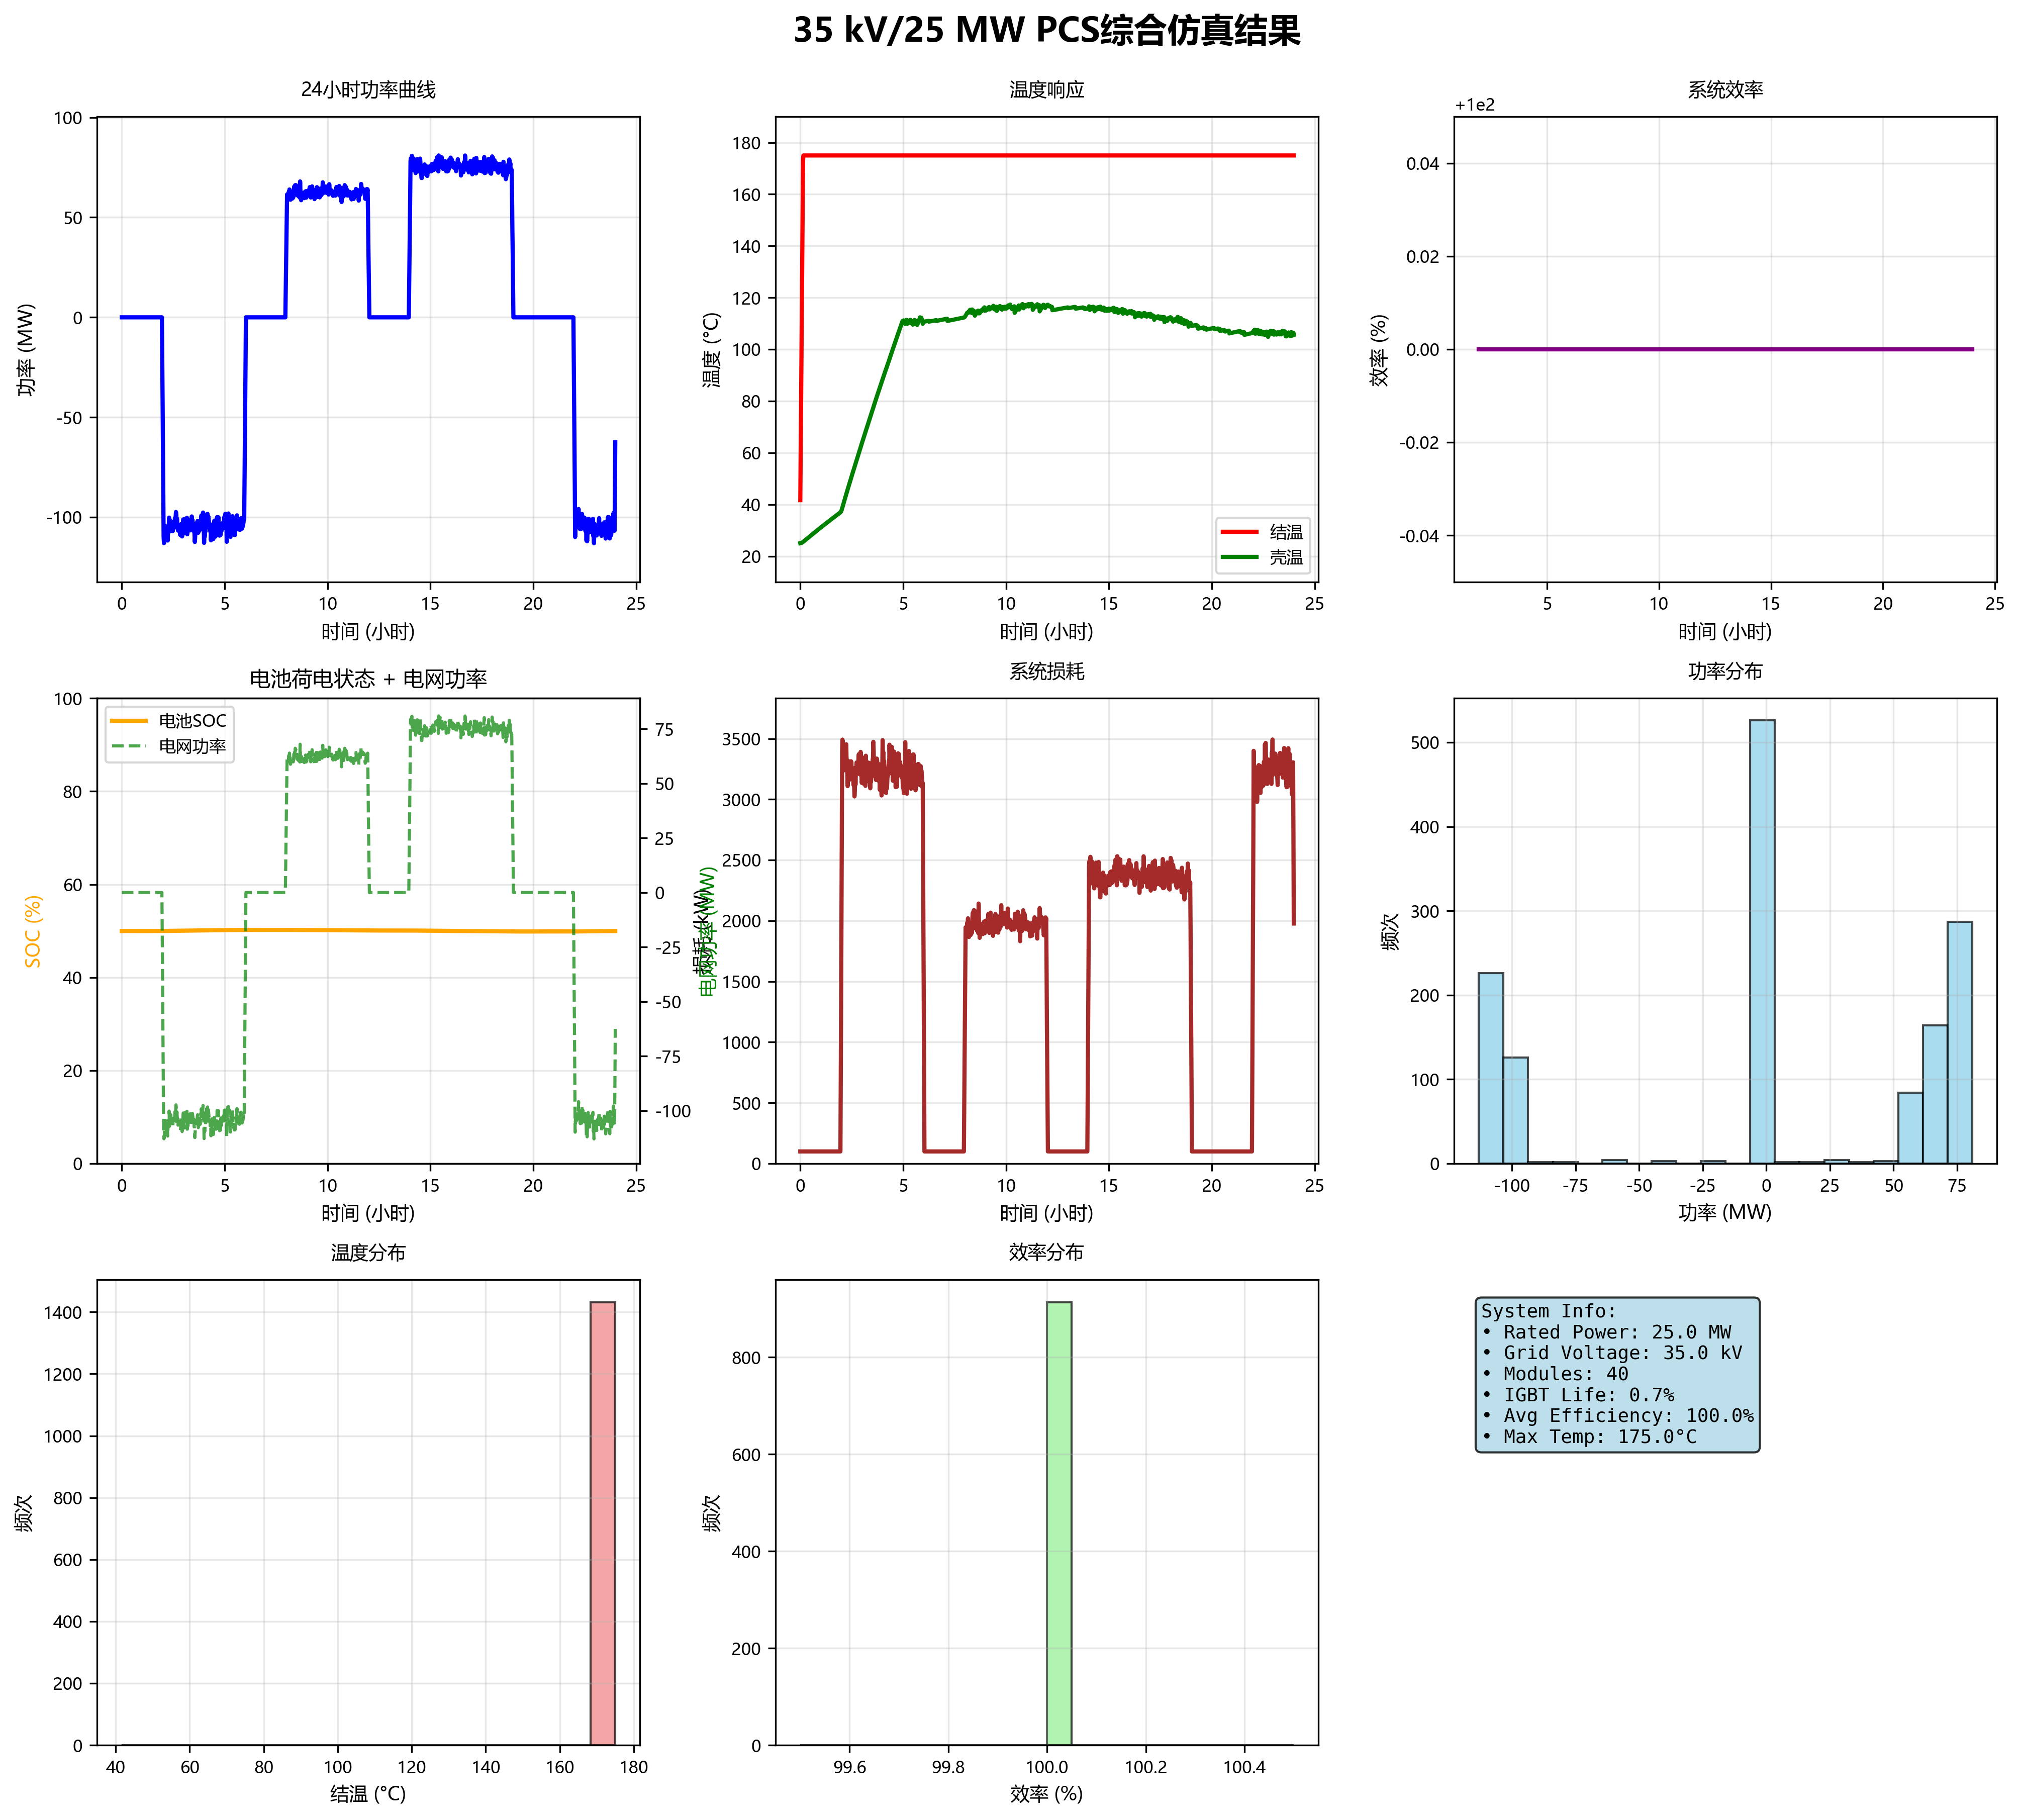 35 kV/25 MW PCS综合仿真结果
24小时功率曲线
功率 (MW)
100
50
0
-50
-100
0 5 10 15 20 25
时间 (小时)
温度响应
温度 (°C)
180
160
140
120
100
80
60
40
20
结温
壳温
0 5 10 15 20 25
时间 (小时)
系统效率
+1e2
效率 (%)
0.04
0.02
0.00
-0.02
-0.04
5 10 15 20 25
时间 (小时)
电池荷电状态 + 电网功率
SOC (%)
100
80
60
40
20
0
电池SOC
电网功率
75
50
25
0
-25
-50
-75
-100
电网功率 (MW)
0 5 10 15 20 25
时间 (小时)
系统损耗
损耗 (kW)
3500
3000
2500
2000
1500
1000
500
0
0 5 10 15 20 25
时间 (小时)
功率分布
频次
500
400
300
200
100
0
-100 -75 -50 -25 0 25 50 75
功率 (MW)
温度分布
频次
1400
1200
1000
800
600
400
200
0
40 60 80 100 120 140 160 180
结温 (°C)
效率分布
频次
800
600
400
200
0
99.6 99.8 100.0 100.2 100.4
效率 (%)
System Info:
• Rated Power: 25.0 MW
• Grid Voltage: 35.0 kV
• Modules: 40
• IGBT Life: 0.7%
• Avg Efficiency: 100.0%
• Max Temp: 175.0°C